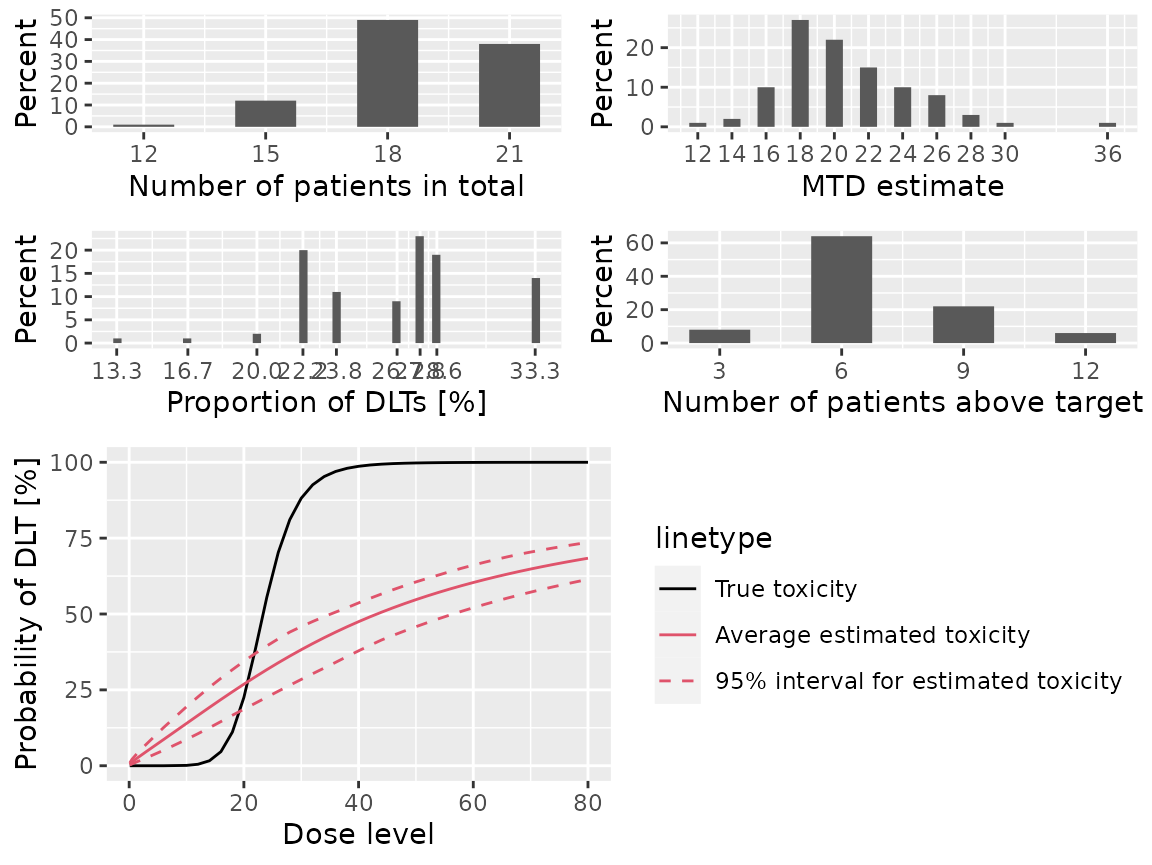 Percent
50
40
30
20
10
0
12 15 18 21
Number of patients in total
Percent
20
10
0
12 14 16 18 20 22 24 26 28 30 36
MTD estimate
Percent
20
15
10
5
0
13.3 16.7 20.0 22.2 23.8 33.3
Proportion of DLTs [%]
Percent
60
40
20
0
3 6 9 12
Number of patients above target
Probability of DLT [%]
100
75
50
25
0
0 20 40 60 80
Dose level
linetype
True toxicity
Average estimated toxicity
95% interval for estimated toxicity